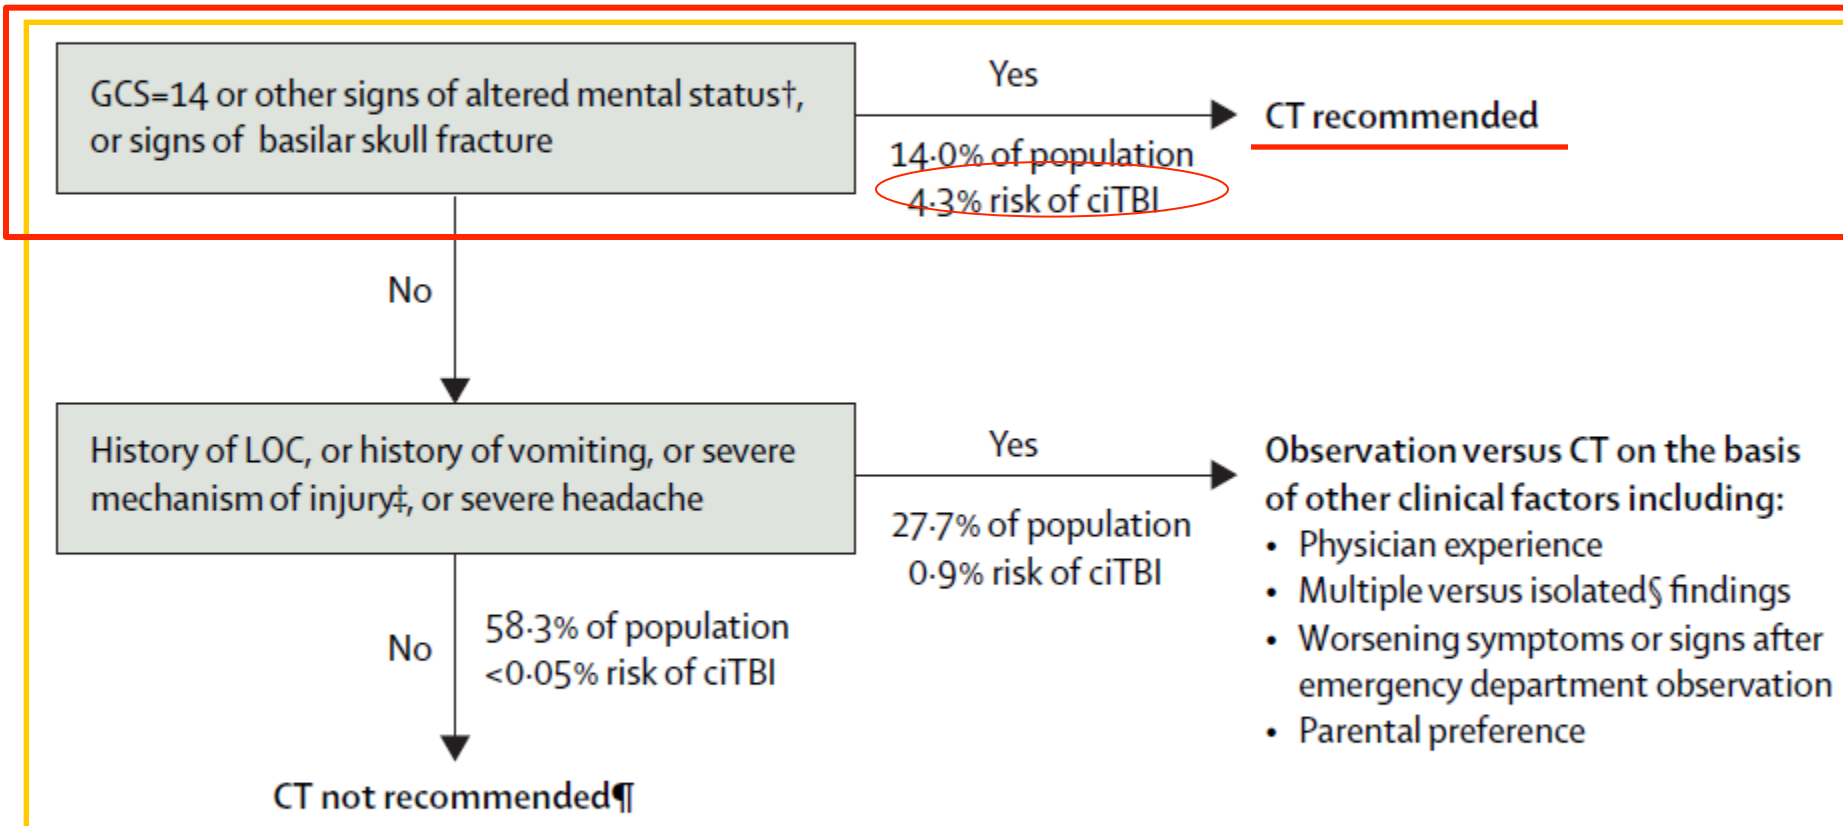 GCS=14 or other signs of altered mental status†,
or signs of basilar skull fracture
Yes
14·0% of population
4·3% risk of ciTBI
CT recommended
No
History of LOC, or history of vomiting, or severe
mechanism of injury‡, or severe headache
Yes
27·7% of population
0·9% risk of ciTBI
Observation versus CT on the basis
of other clinical factors including:
• Physician experience
• Multiple versus isolated§ findings
• Worsening symptoms or signs after
emergency department observation
• Parental preference
No
58·3% of population
<0·05% risk of ciTBI
CT not recommended¶